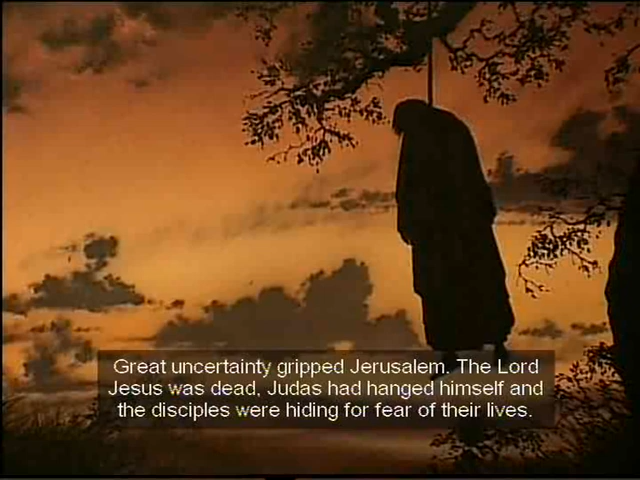 Great uncertainty gripped Jerusalem. The Lord
Jesus was dead, Judas had hanged himself and
the disciples were hiding for fear of their lives.